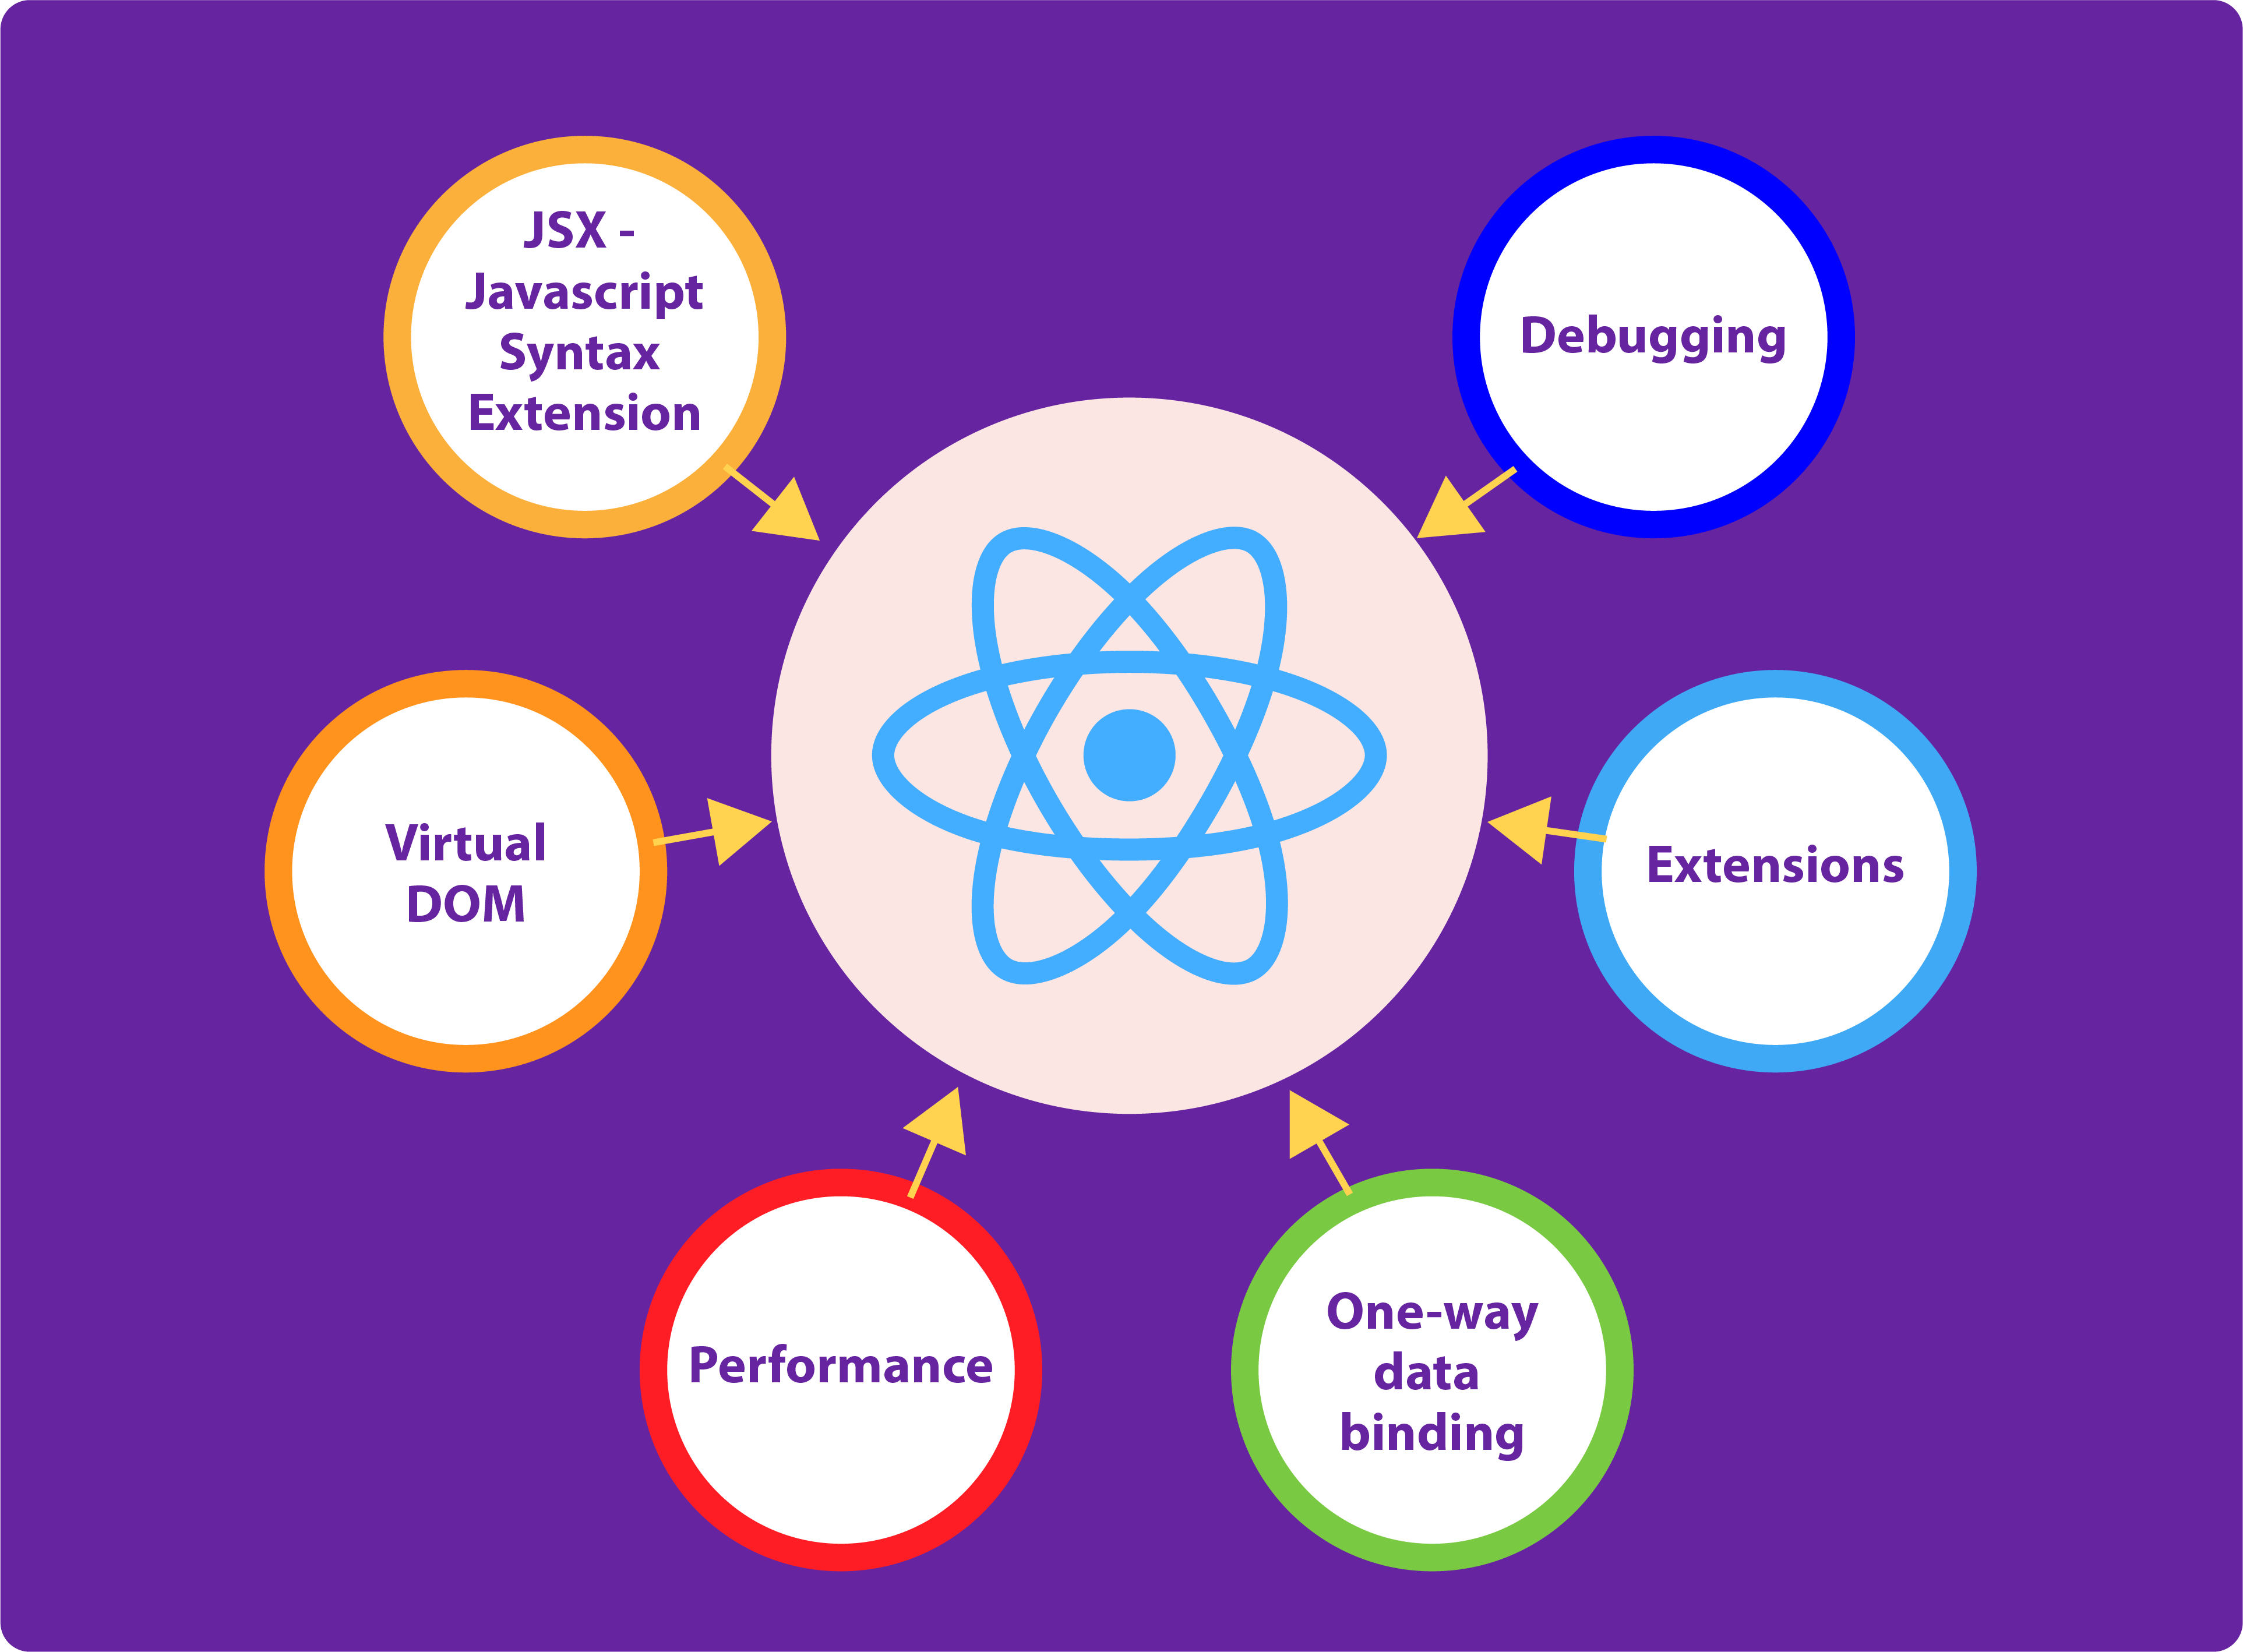 JSX -
Javascript
Syntax
Extension
Debugging
Virtual
DOM
Extensions
Performance
One-way
data
binding